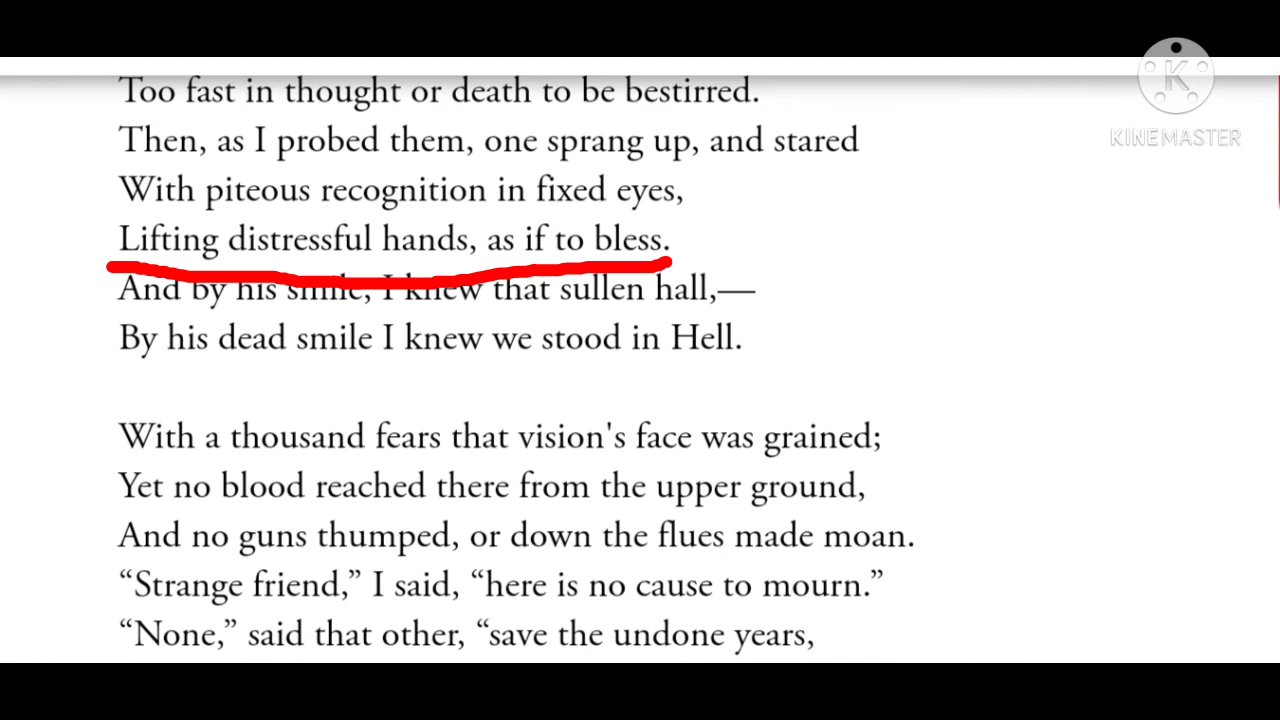 KINEMASTER
Too fast in thought or death to be bestirred.
Then, as I probed them, one sprang up, and stared
With piteous recognition in fixed eyes,
Lifting distressful hands, as if to bless.
And by his smile, I knew that sullen hall,—
By his dead smile I knew we stood in Hell.
With a thousand fears that vision's face was grained;
Yet no blood reached there from the upper ground,
And no guns thumped, or down the flues made moan.
“Strange friend,” I said, “here is no cause to mourn.”
“None,” said that other, “save the undone years,